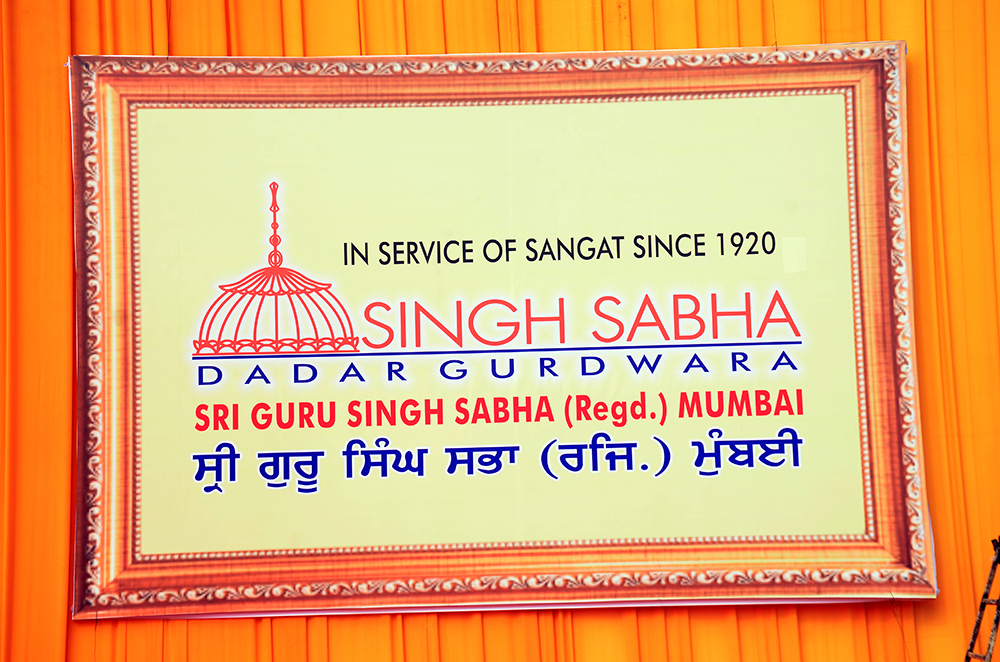 IN SERVICE OF SANGAT SINCE 1920
SINGH SABHA
DADAR GURDWARA
SRI GURU SINGH SABHA (Regd.) MUMBAI
ਸ੍ਰੀ ਗੁਰੂ ਸਿੰਘ ਸਭਾ (ਰਜਿ.) ਮੁੰਬਈ